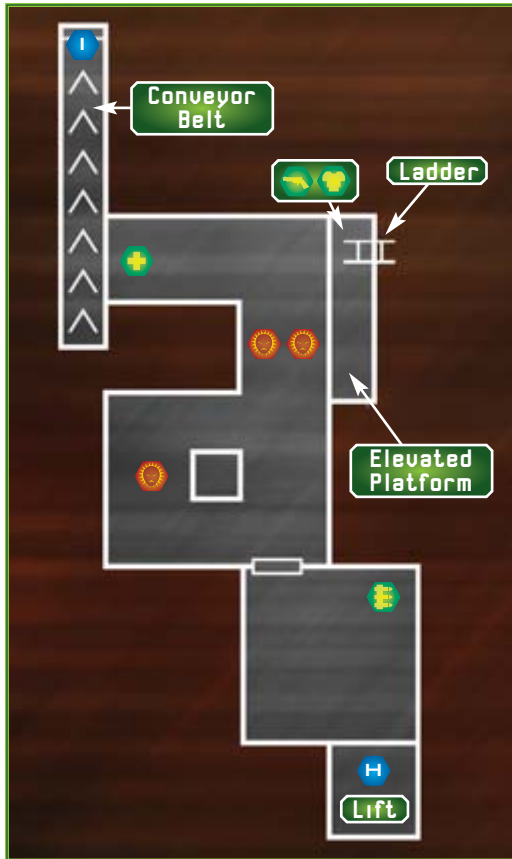 I
Conveyor
Belt
Ladder
Elevated
Platform
H
Lift